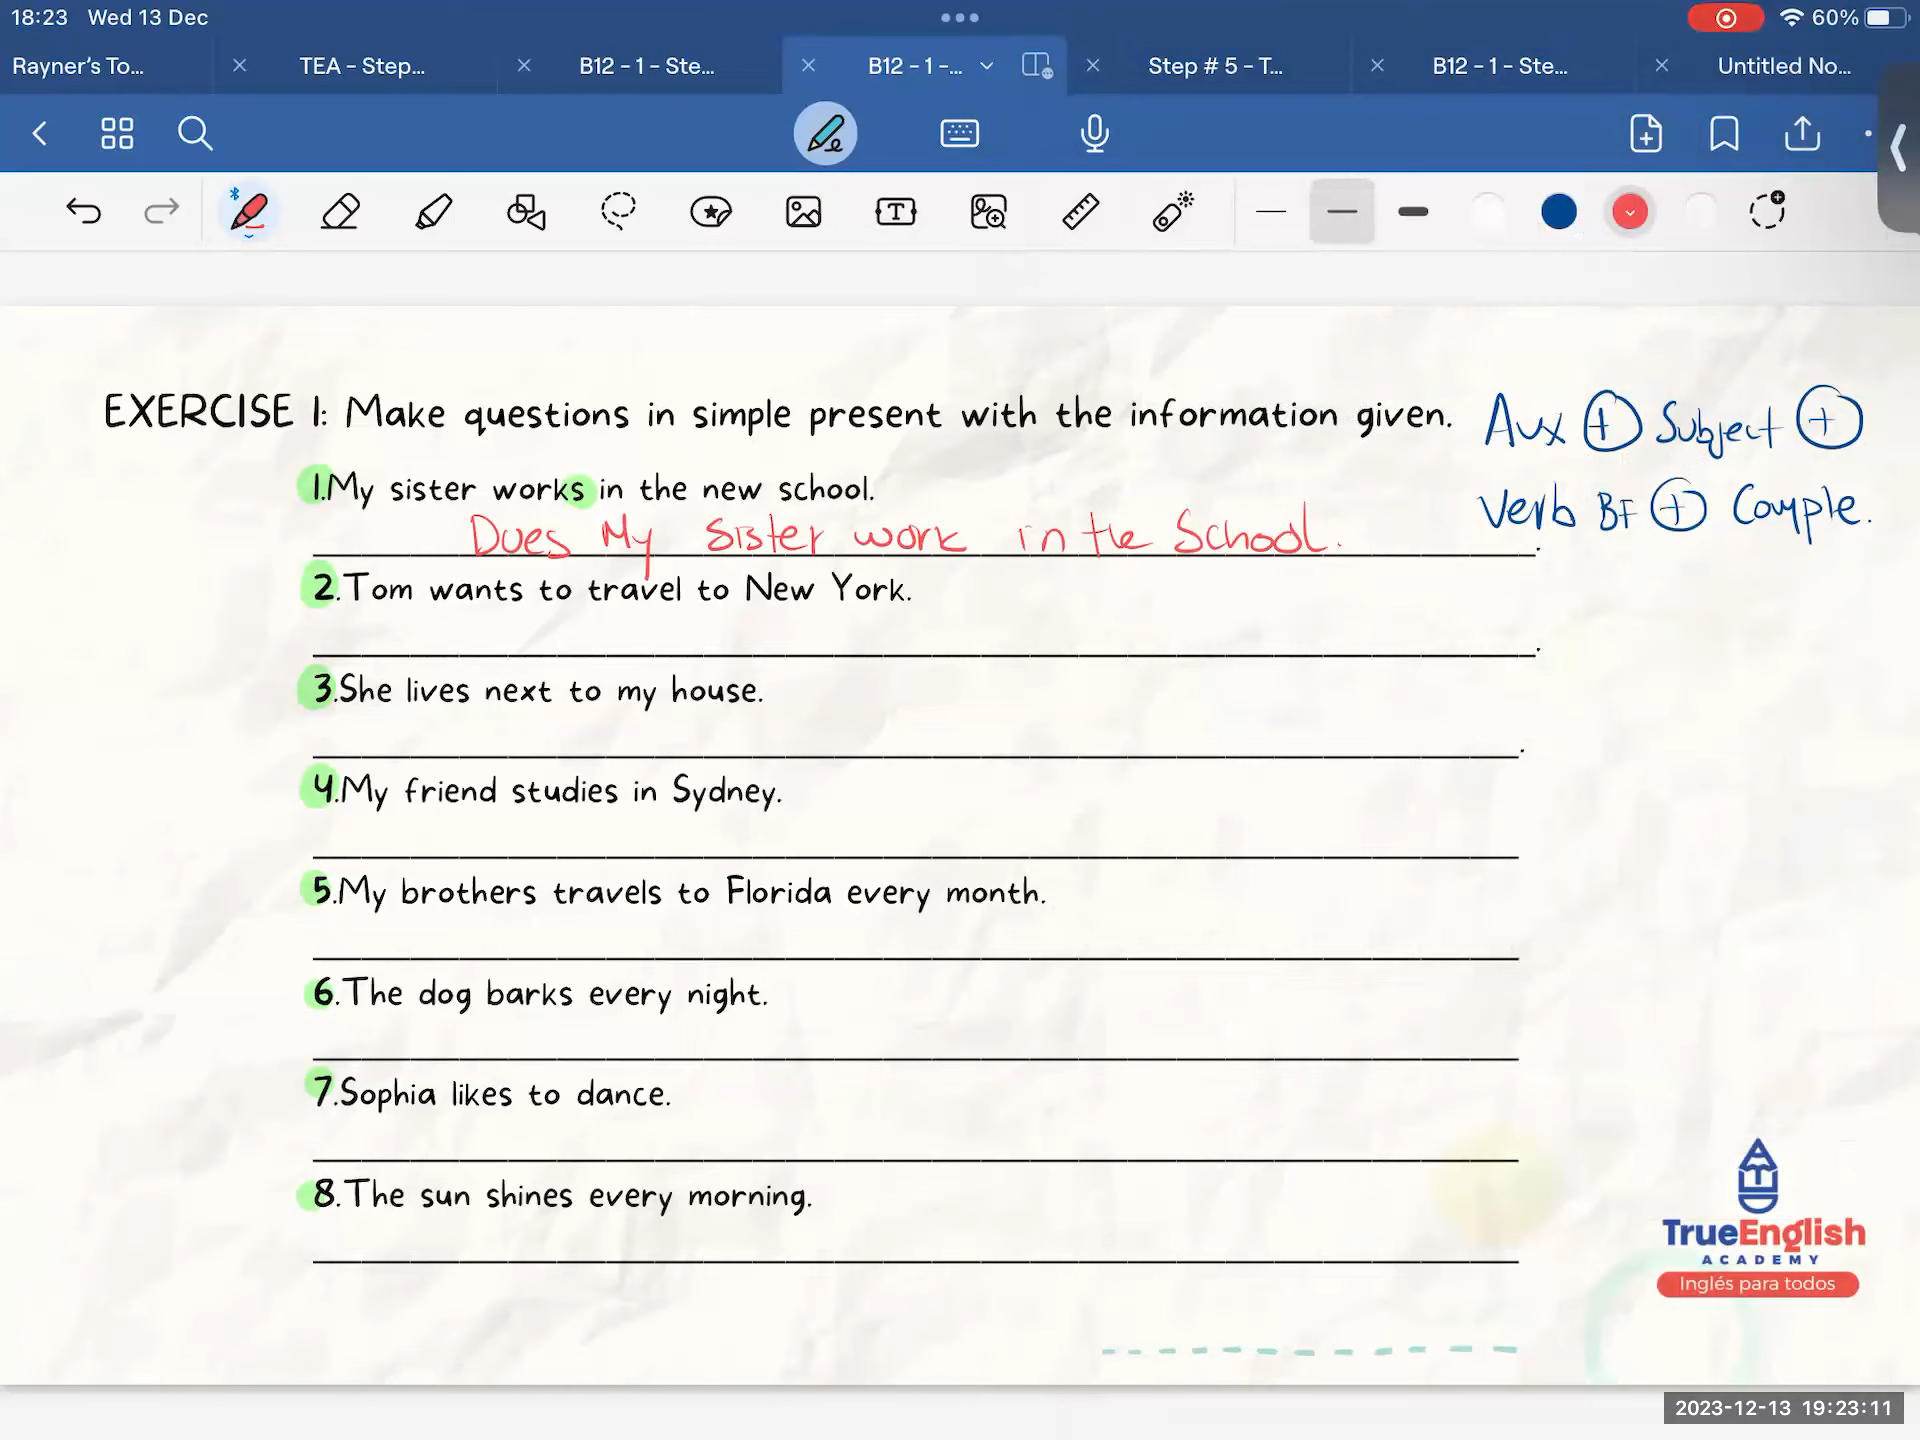 18:23 Wed 13 Dec
60%
Rayner's To... TEA - Step... B12 - 1 - Ste... B12 - 1 -... Step # 5 - T... B12 - 1 - Ste... Untitled No...
EXERCISE 1: Make questions in simple present with the information given.
Aux + Subject +
Verb BF + Comple.
1.My sister works in the new school.
Does My Sister work in the School.
2.Tom wants to travel to New York.
3.She lives next to my house.
4.My friend studies in Sydney.
5.My brothers travels to Florida every month.
6.The dog barks every night.
7.Sophia likes to dance.
8.The sun shines every morning.
TrueEnglish
ACADEMY
Inglés para todos
2023-12-13 19:23:11